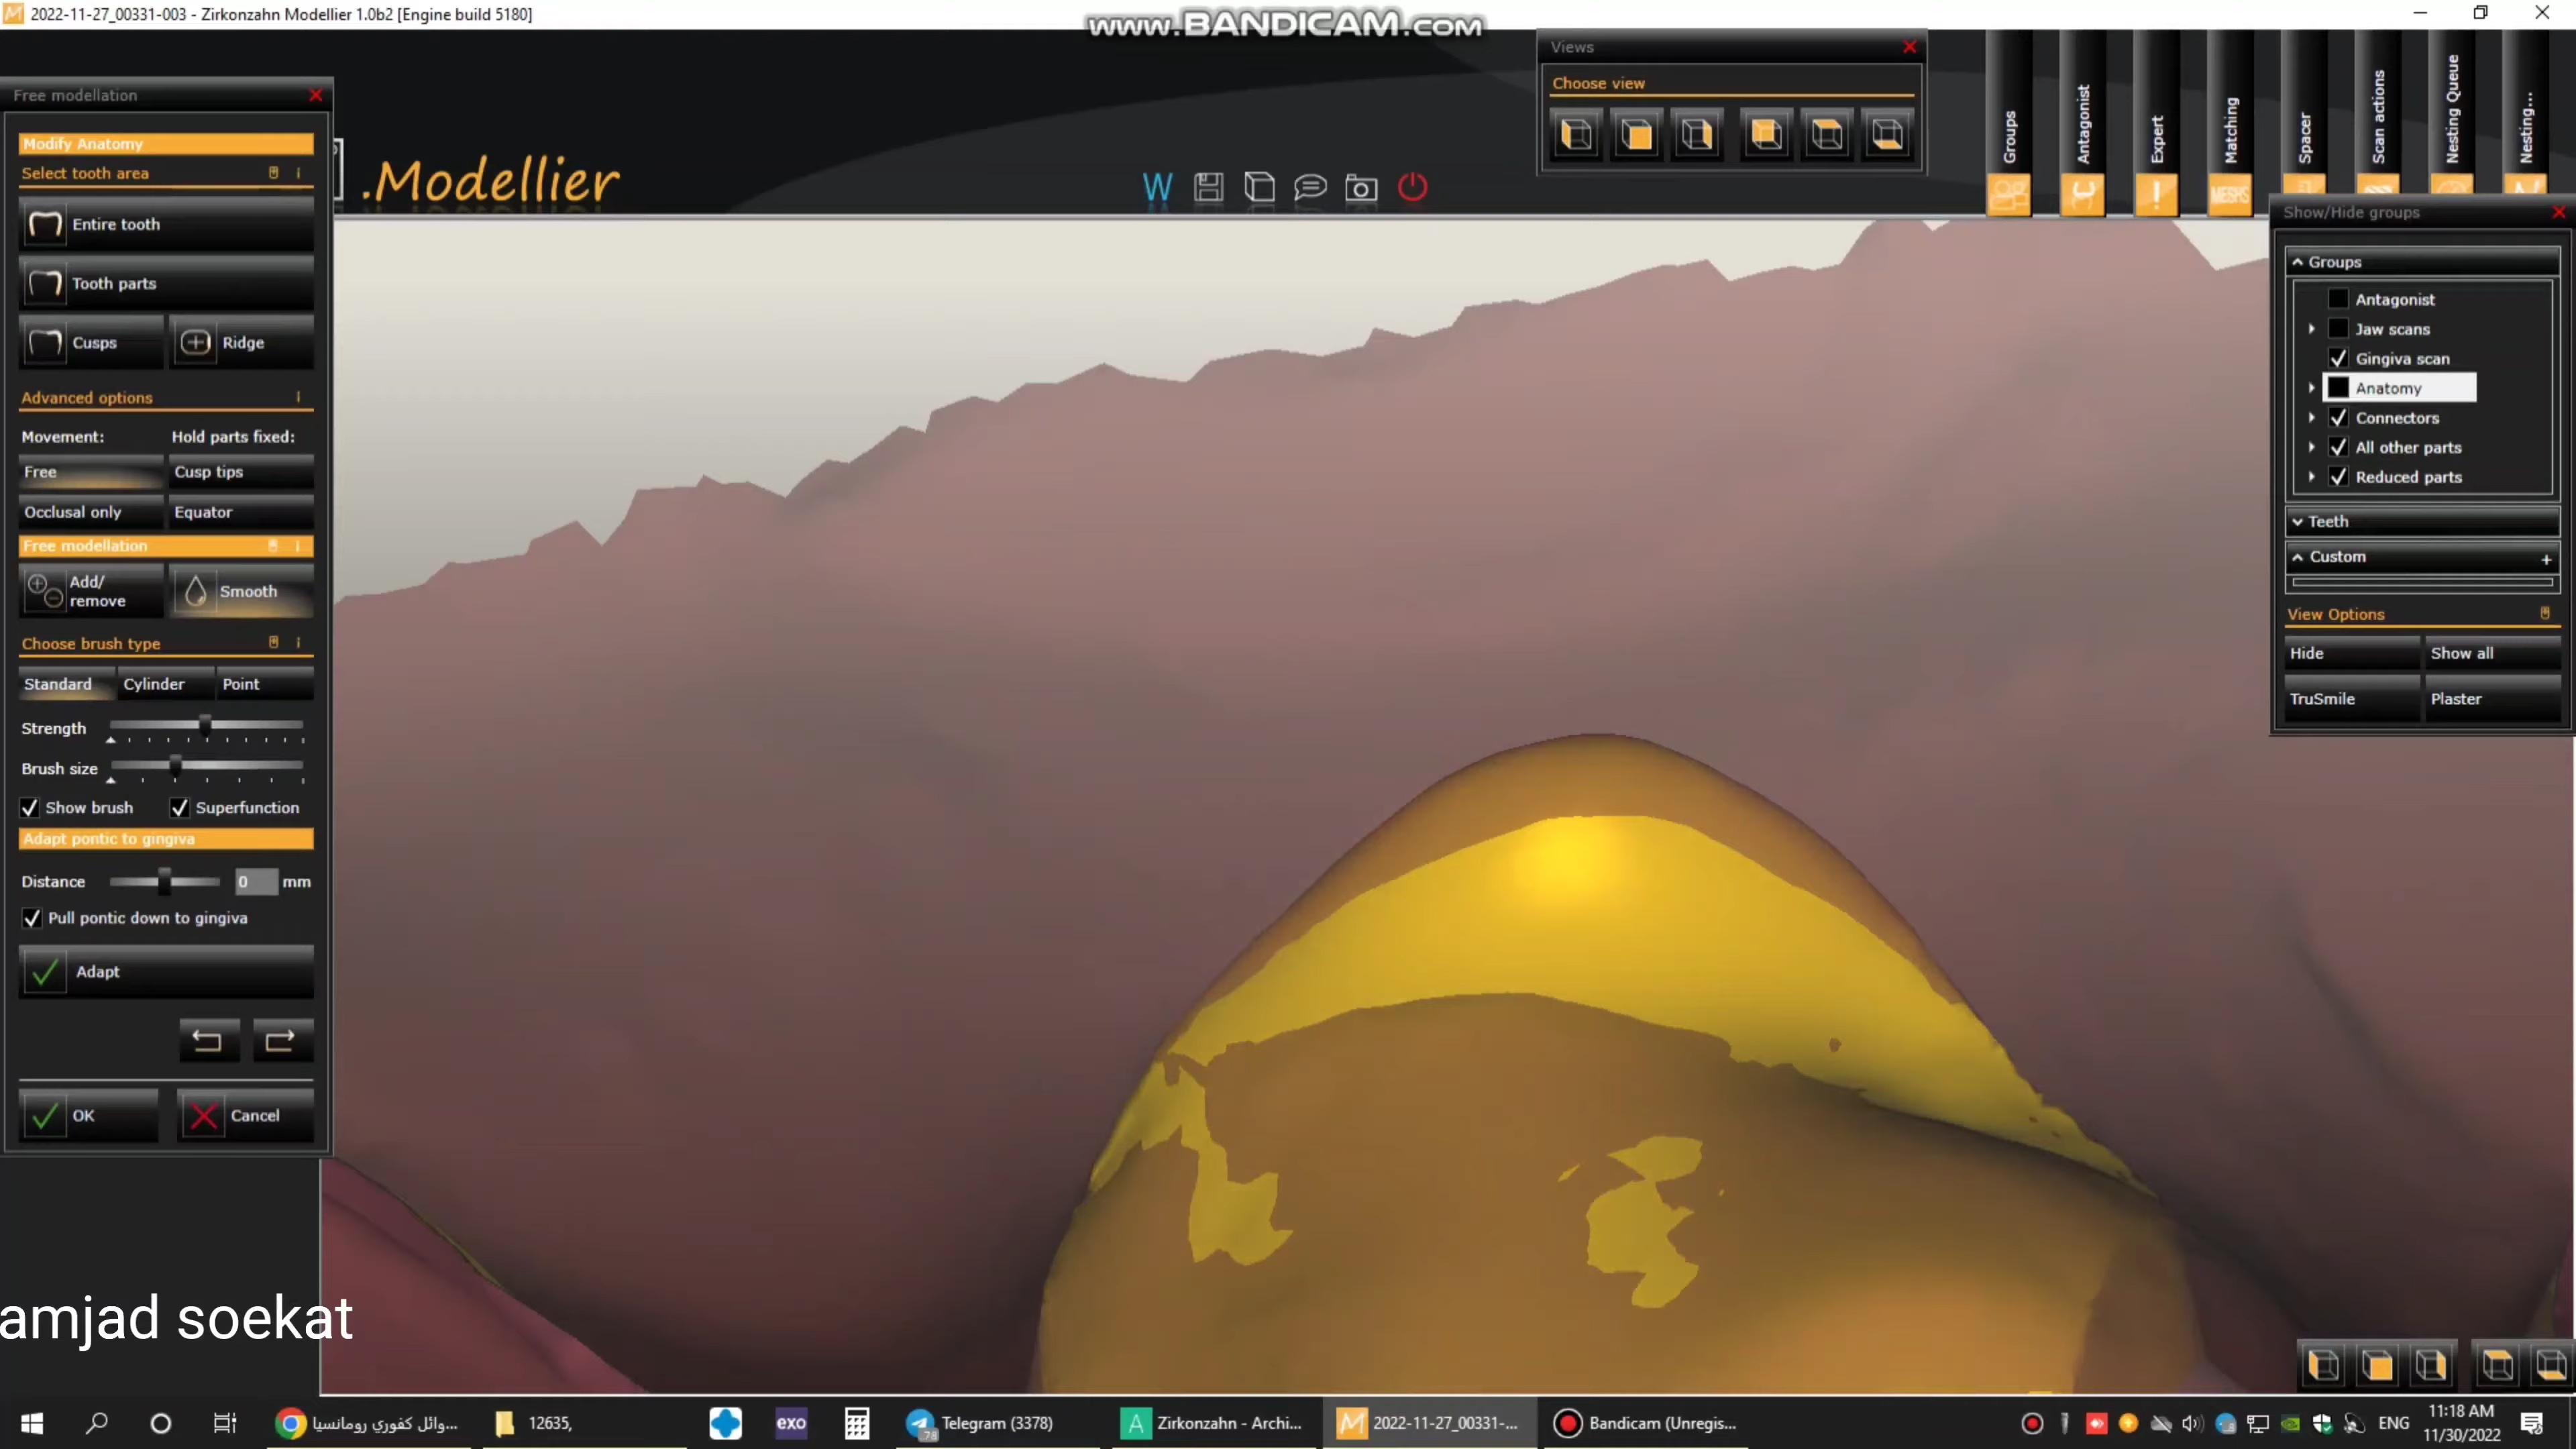 2022-11-27_00331-003 - Zirkonzahn Modellier 1.0b2 [Engine build 5180]
www.BANDICAM.com
Free modellation
Modify Anatomy
Select tooth area
Entire tooth
Tooth parts
Cusps
Ridge
Advanced options
Movement:
Hold parts fixed:
Free
Cusp tips
Occlusal only
Equator
Free modellation
Add/
remove
Smooth
Choose brush type
Standard
Cylinder
Point
Strength
Brush size
Show brush
Superfunction
Adapt pontic to gingiva
Distance
0
mm
Pull pontic down to gingiva
Adapt
OK
Cancel
.Modellier
W
Views
Choose view
Groups
Antagonist
Expert
Matching
Spacer
Scan actions
Nesting Queue
Nesting...
MESHS
Show/Hide groups
Groups
Antagonist
Jaw scans
Gingiva scan
Anatomy
Connectors
All other parts
Reduced parts
Teeth
Custom
+
View Options
Hide
Show all
TruSmile
Plaster
amjad soekat
وائل كفوري رومانسيا...
12635,
exo
78
Telegram (3378)
A
Zirkonzahn - Archi...
2022-11-27_00331-...
Bandicam (Unregis...
ENG
11:18 AM
11/30/2022